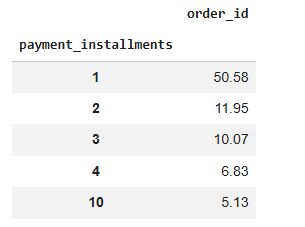 order_id
payment_installments
1 50.58
2 11.95
3 10.07
4 6.83
10 5.13